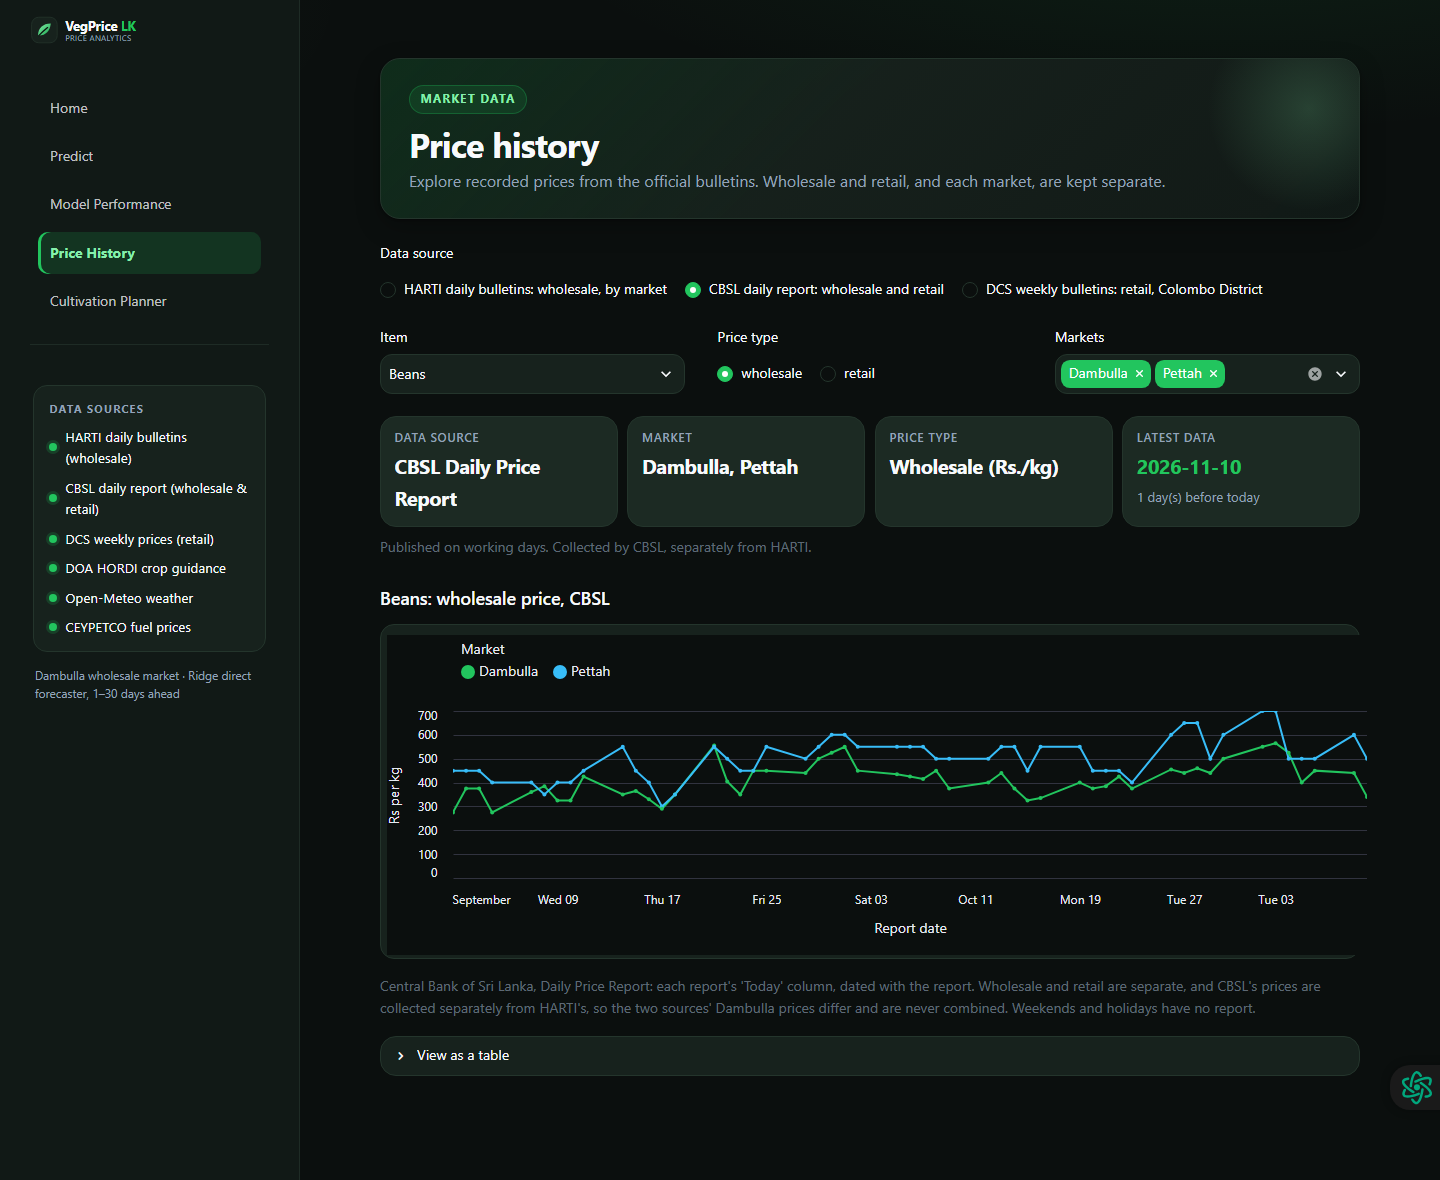 VegPrice LK
PRICE ANALYTICS
Home
Predict
Model Performance
Price History
Cultivation Planner
DATA SOURCES
HARTI daily bulletins
(wholesale)
CBSL daily report (wholesale &
retail)
DCS weekly prices (retail)
DOA HORDI crop guidance
Open-Meteo weather
CEYPETCO fuel prices
Dambulla wholesale market · Ridge direct
forecaster, 1–30 days ahead
MARKET DATA
Price history
Explore recorded prices from the official bulletins. Wholesale and retail, and each market, are kept separate.
Data source
HARTI daily bulletins: wholesale, by market
CBSL daily report: wholesale and retail
DCS weekly bulletins: retail, Colombo District
Item
Beans
Price type
wholesale
retail
Markets
Dambulla ×
Pettah ×
DATA SOURCE
CBSL Daily Price
Report
MARKET
Dambulla, Pettah
PRICE TYPE
Wholesale (Rs./kg)
LATEST DATA
2026-11-10
1 day(s) before today
Published on working days. Collected by CBSL, separately from HARTI.
Beans: wholesale price, CBSL
Market
Dambulla
Pettah
700
600
500
400
300
200
100
0
Rs per kg
September
Wed 09
Thu 17
Fri 25
Sat 03
Oct 11
Mon 19
Tue 27
Tue 03
Report date
Central Bank of Sri Lanka, Daily Price Report: each report's 'Today' column, dated with the report. Wholesale and retail are separate, and CBSL's prices are
collected separately from HARTI's, so the two sources' Dambulla prices differ and are never combined. Weekends and holidays have no report.
View as a table